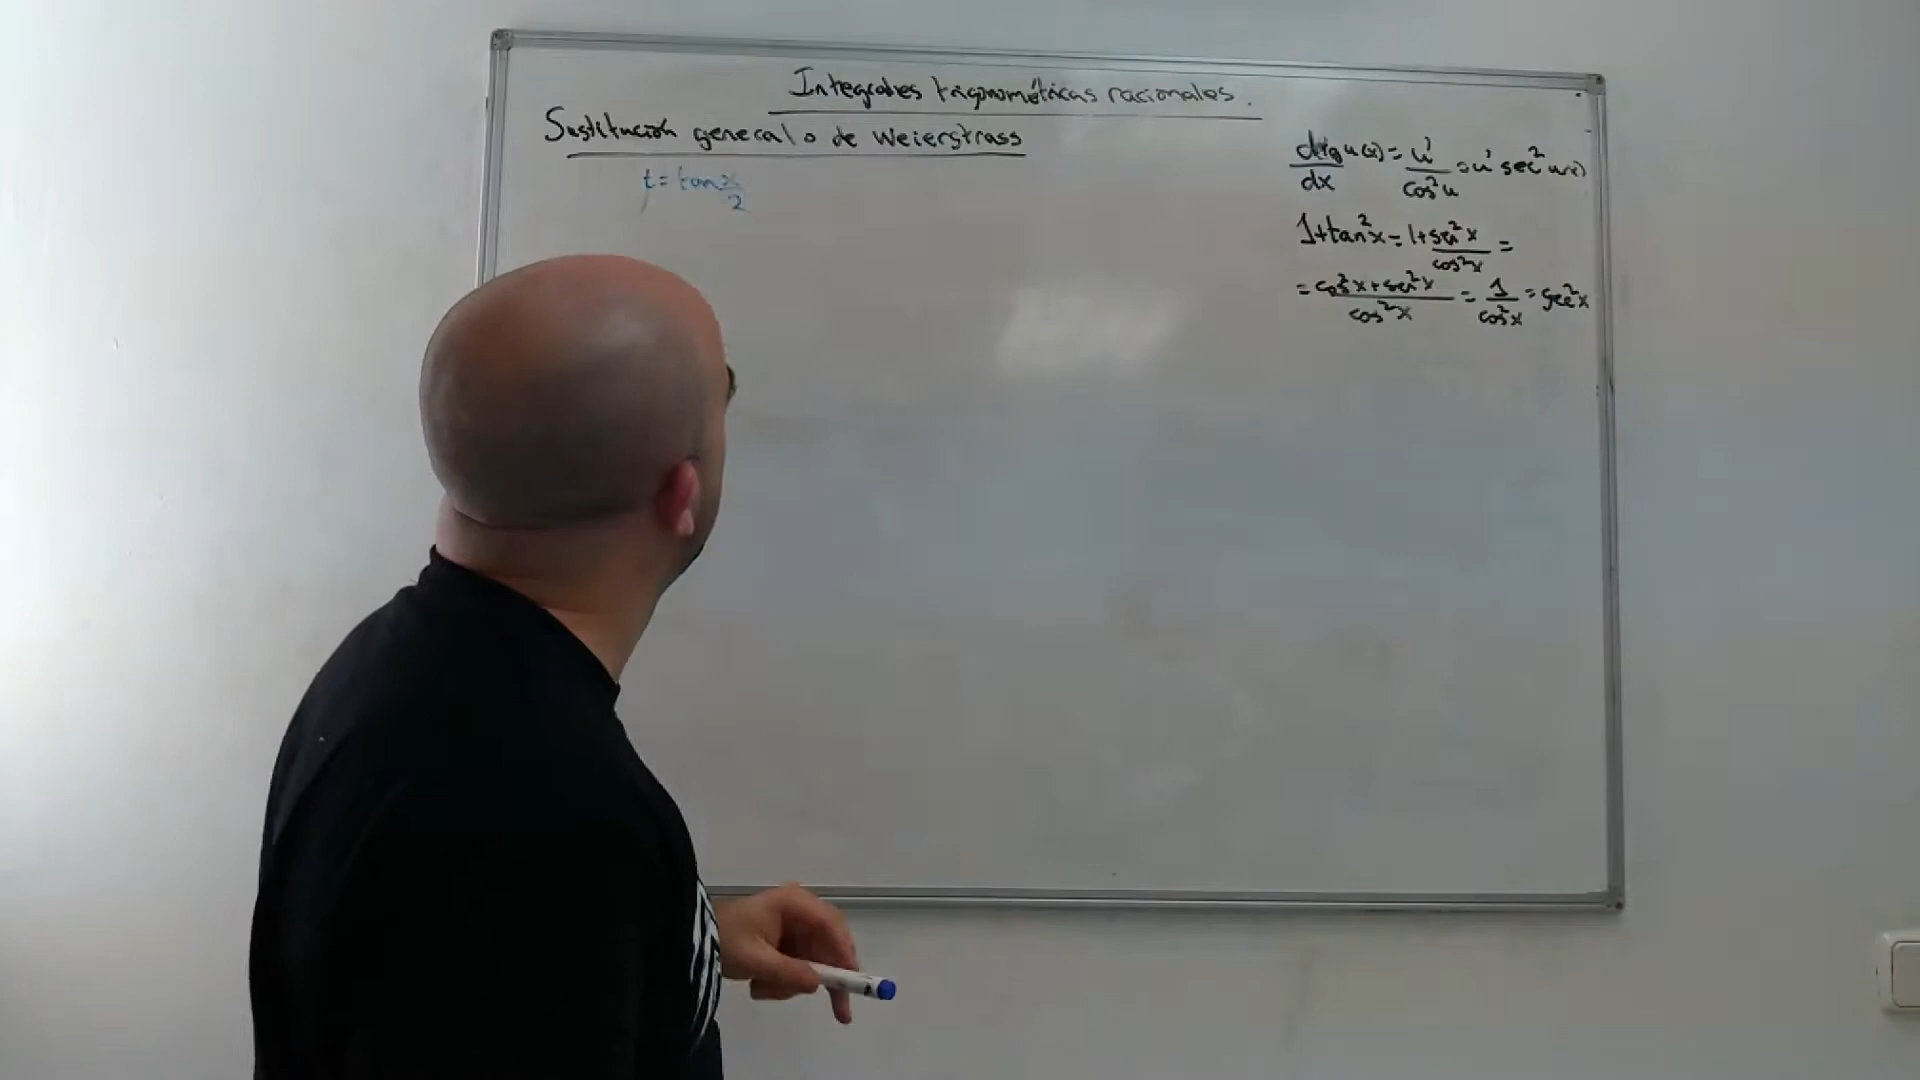 Integrales trigonométricas racionales.
Sustitución general o de Weierstrass
t = tan x/2
d tg u(x)/dx = u'/cos²u = u' sec² u(x)
1+tan²x = 1+sen²x/cos²x =
= cos²x+sen²x/cos²x = 1/cos²x = sec²x